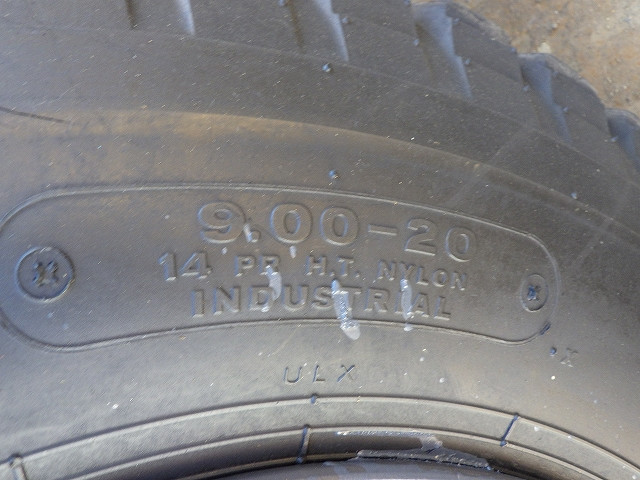 9.00-20
14 PR H.T. NYLON
INDUSTRIAL
ULX